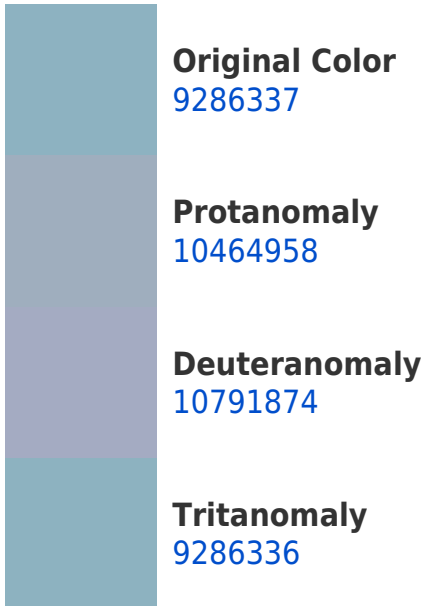 Original Color
9286337
Protanomaly
10464958
Deuteranomaly
10791874
Tritanomaly
9286336